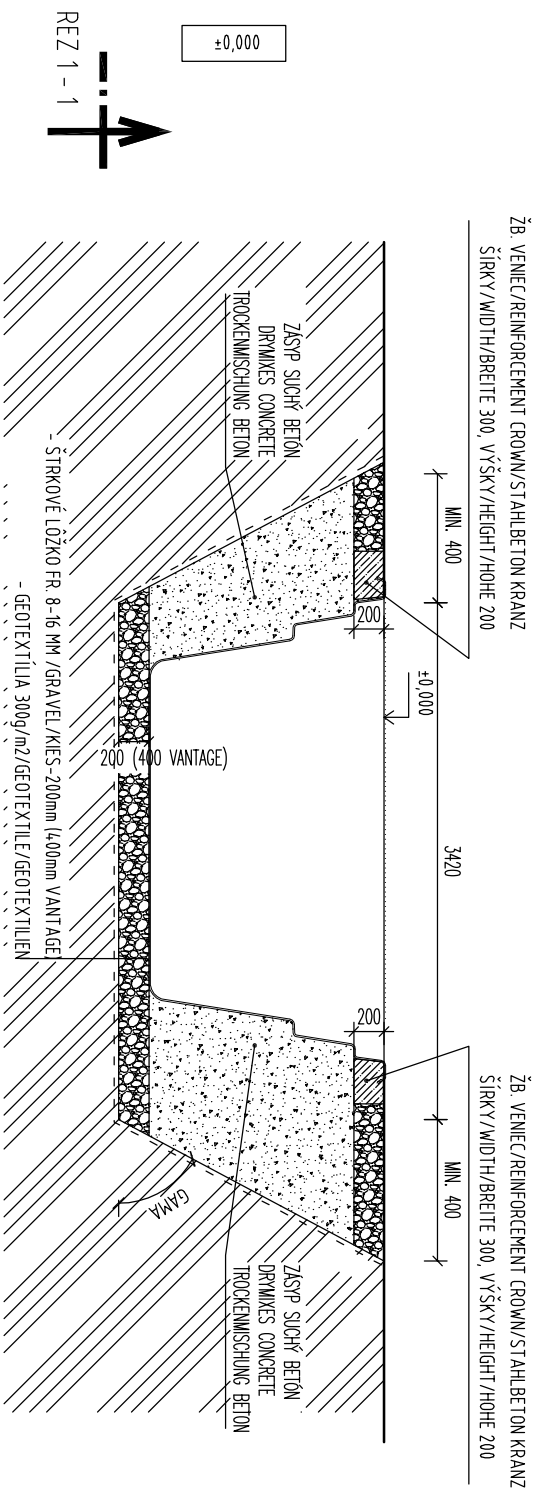 ŽB. VENIEC/REINFORCEMENT CROWN/STAHLBETON KRANZ
ŠÍRKY/WIDTH/BREITE 300, VÝŠKY/HEIGHT/HOHE 200
ŽB. VENIEC/REINFORCEMENT CROWN/STAHLBETON KRANZ
ŠÍRKY/WIDTH/BREITE 300, VÝŠKY/HEIGHT/HOHE 200
MIN. 400
3420
MIN. 400
±0,000
200
200
ZÁSYP SUCHÝ BETÓN
DRYMIXES CONCRETE
TROCKENMISCHUNG BETON
ZÁSYP SUCHÝ BETÓN
DRYMIXES CONCRETE
TROCKENMISCHUNG BETON
200 (400 VANTAGE)
GAMA
- ŠTRKOVÉ LÔŽKO FR. 8-16 MM /GRAVEL/KIES-200mm (400mm VANTAGE)
- GEOTEXTÍLIA 300g/m2/GEOTEXTILE/GEOTEXTILIEN
±0,000
REZ 1 - 1